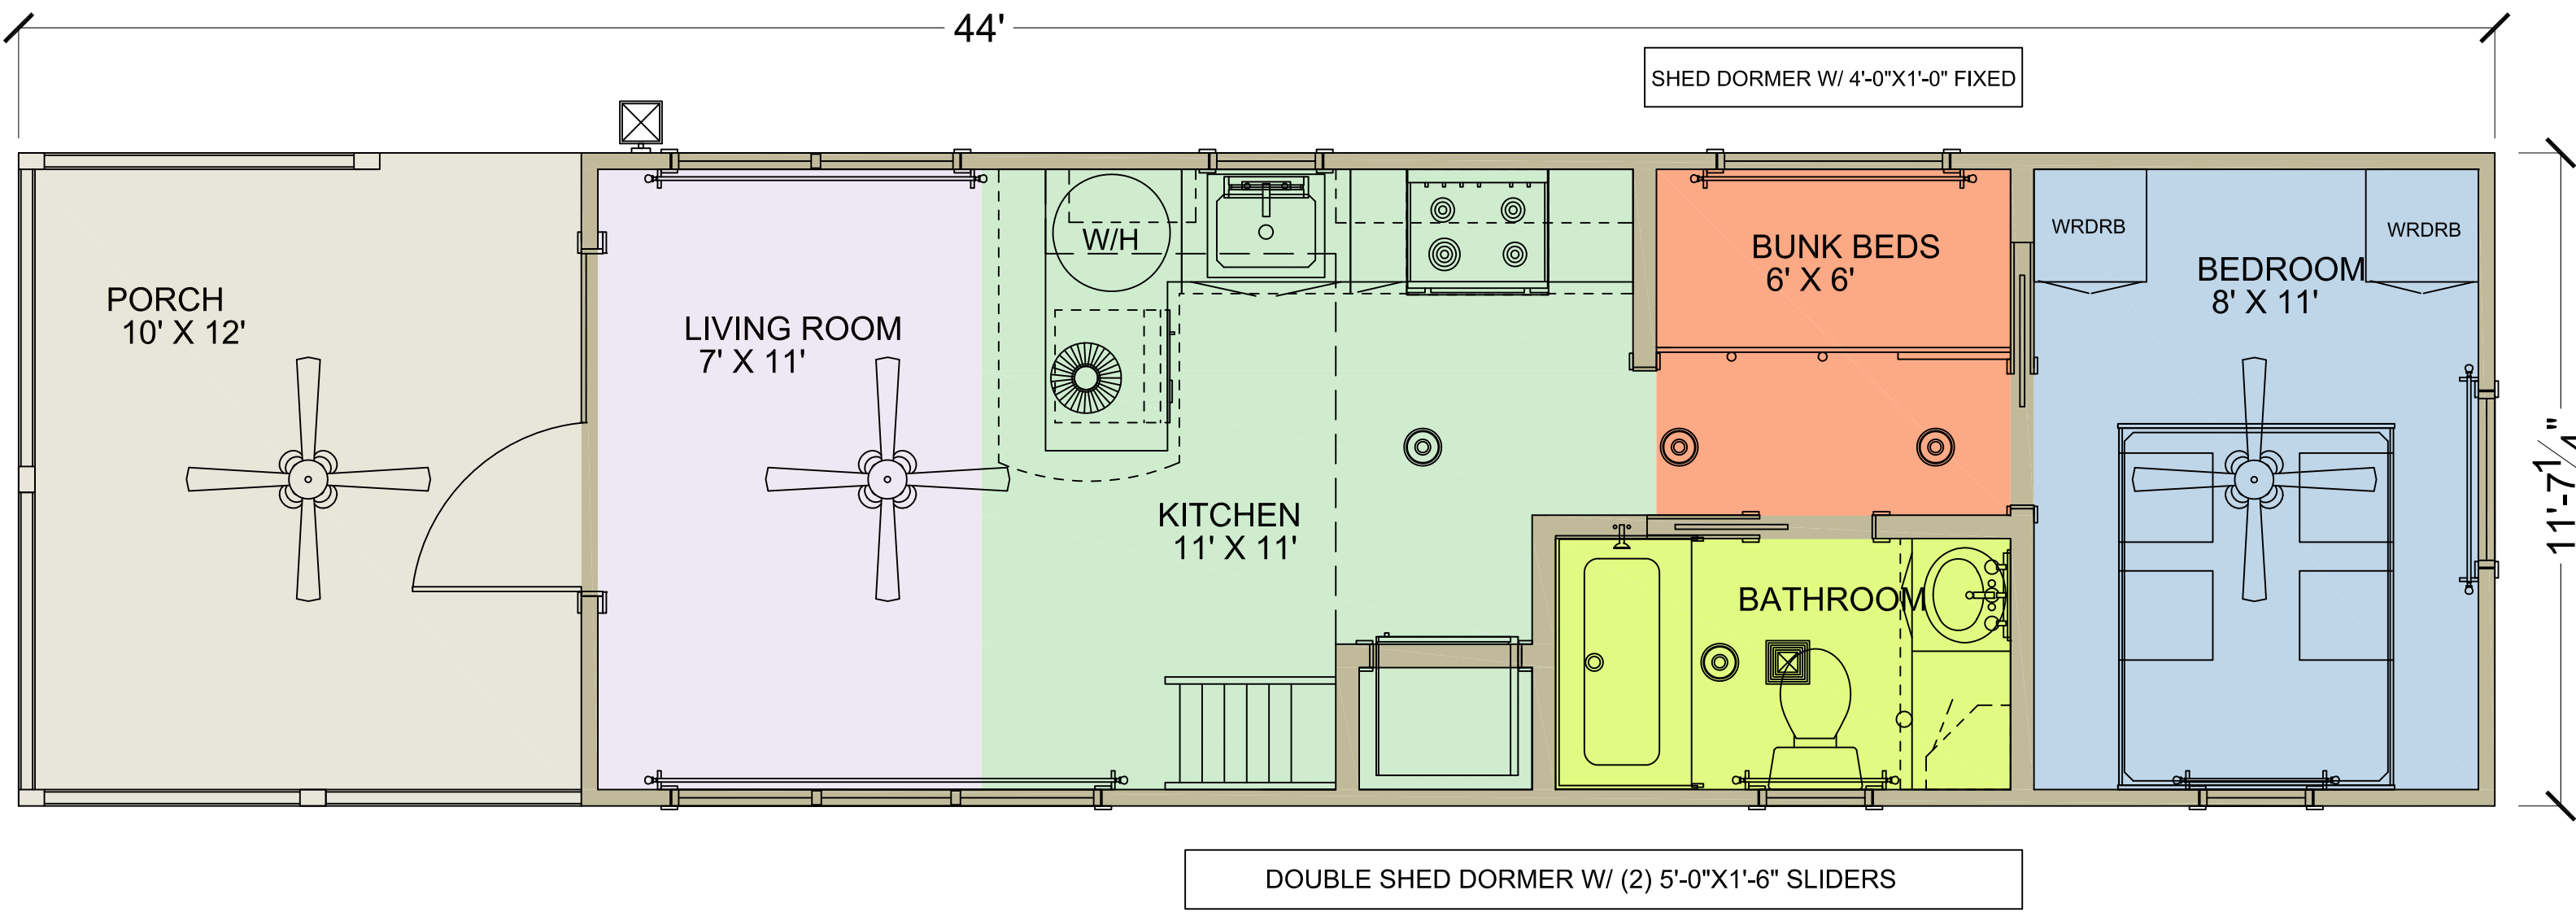 44'
SHED DORMER W/ 4'-0"X1'-0" FIXED
W/H
WRDRB
WRDRB
PORCH
10' X 12'
LIVING ROOM
7' X 11'
BUNK BEDS
6' X 6'
BEDROOM
8' X 11'
KITCHEN
11' X 11'
BATHROOM
11'-7 1/4"
DOUBLE SHED DORMER W/ (2) 5'-0"X1'-6" SLIDERS